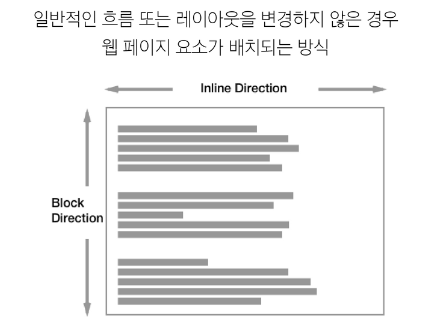 일반적인 흐름 또는 레이아웃을 변경하지 않은 경우
웹 페이지 요소가 배치되는 방식
Inline Direction
Block
Direction